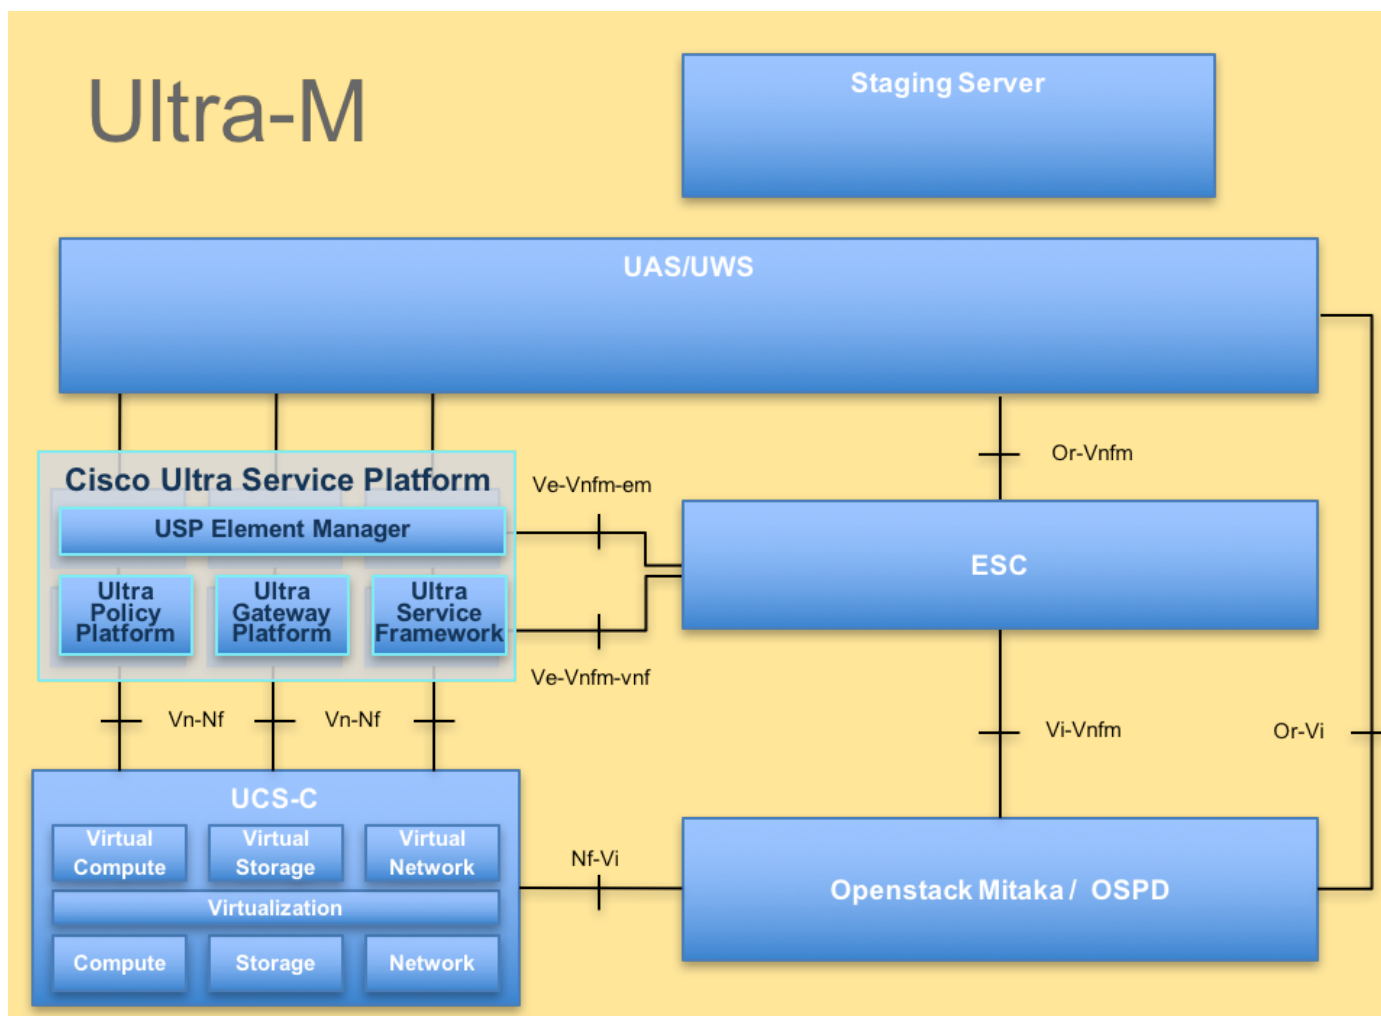 Ultra-M
Staging Server
UAS/UWS
Or-Vnfm
Cisco Ultra Service Platform
Ve-Vnfm-em
USP Element Manager
ESC
Ultra
Policy
Platform
Ultra
Gateway
Platform
Ultra
Service
Framework
Ve-Vnfm-vnf
Vn-Nf
Vn-Nf
Vi-Vnfm
Or-Vi
UCS-C
Virtual
Compute
Virtual
Storage
Virtual
Network
Nf-Vi
Openstack Mitaka / OSPD
Virtualization
Compute
Storage
Network